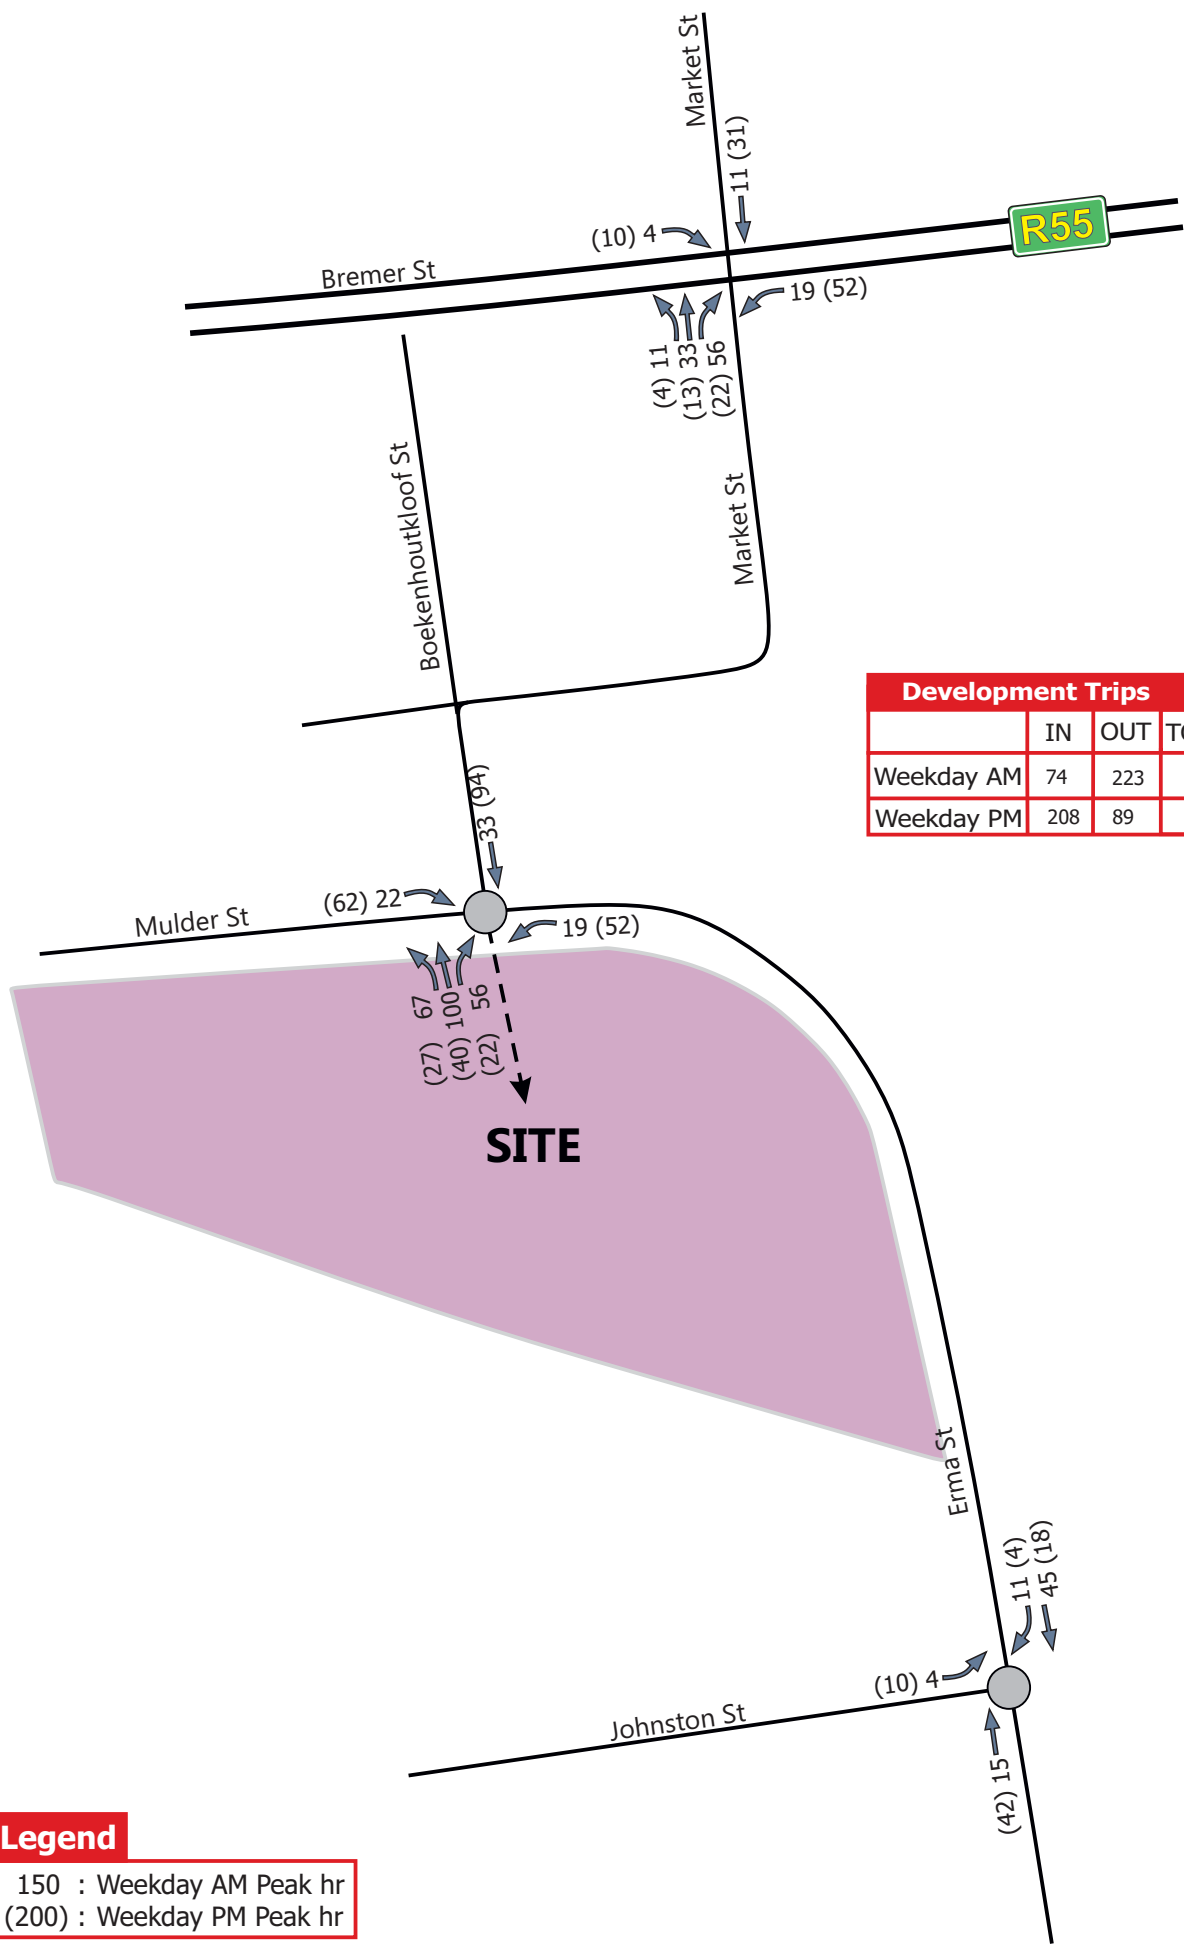 Market St
11 (31)
R55
(10) 4
Bremer St
19 (52)
(4) 11
(13) 33
(22) 56
Boekenhoutkloof St
Market St
Development Trips
IN OUT
Weekday AM 74 223
Weekday PM 208 89
33 (94)
(62) 22
Mulder St
19 (52)
(27) 67
(40) 100
(22) 56
SITE
Erma St
11 (4)
45 (18)
(10) 4
Johnston St
(42) 15
Legend
150 : Weekday AM Peak hr
(200) : Weekday PM Peak hr